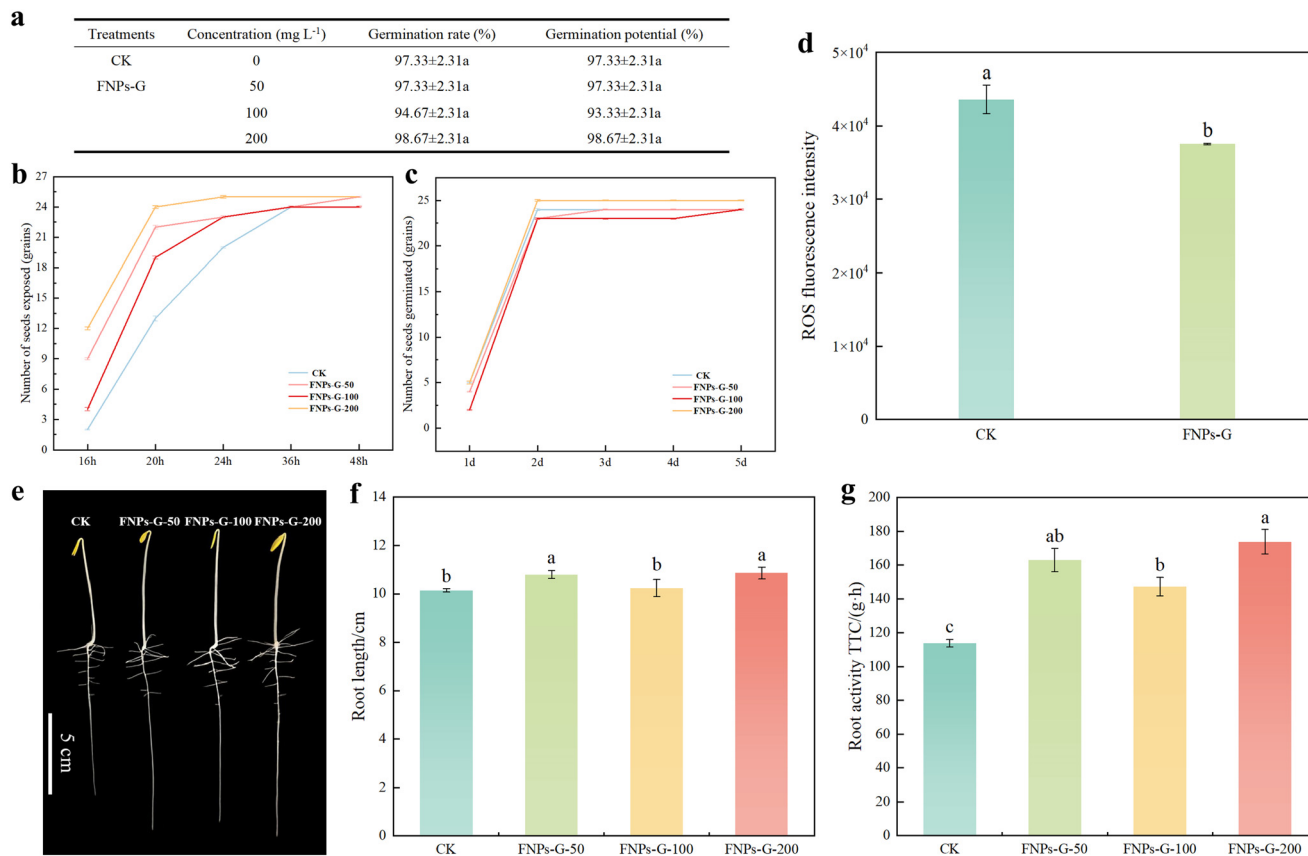 a
Treatments Concentration (mg L⁻¹) Germination rate (%) Germination potential (%)
CK 0 97.33±2.31a 97.33±2.31a
FNPs-G 50 97.33±2.31a 97.33±2.31a
100 94.67±2.31a 93.33±2.31a
200 98.67±2.31a 98.67±2.31a
b
Number of seeds exposed (grains)
27
24
21
18
15
12
9
6
3
0
16h 20h 24h 36h 48h
CK
FNPs-G-50
FNPs-G-100
FNPs-G-200
c
Number of seeds germinated (grains)
25
20
15
10
5
0
1d 2d 3d 4d 5d
CK
FNPs-G-50
FNPs-G-100
FNPs-G-200
d
ROS fluorescence intensity
5×10⁴
4×10⁴
3×10⁴
2×10⁴
1×10⁴
0
a
b
CK FNPs-G
e
CK FNPs-G-50 FNPs-G-100 FNPs-G-200
5 cm
f
Root length/cm
14
12
10
8
6
4
2
0
b a b a
CK FNPs-G-50 FNPs-G-100 FNPs-G-200
g
Root activity TTC/(g·h)
200
180
160
140
120
100
80
60
40
20
0
c ab b a
CK FNPs-G-50 FNPs-G-100 FNPs-G-200